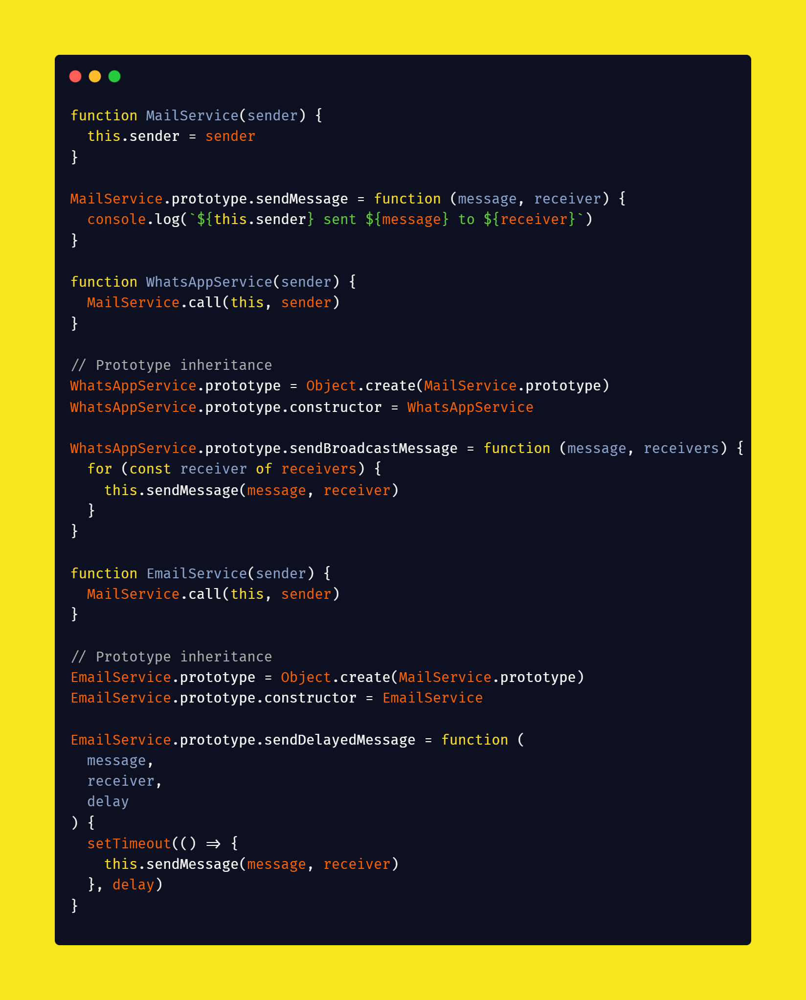 function MailService(sender) {
  this.sender = sender
}

MailService.prototype.sendMessage = function (message, receiver) {
  console.log(`${this.sender} sent ${message} to ${receiver}`)
}

function WhatsAppService(sender) {
  MailService.call(this, sender)
}

// Prototype inheritance
WhatsAppService.prototype = Object.create(MailService.prototype)
WhatsAppService.prototype.constructor = WhatsAppService

WhatsAppService.prototype.sendBroadcastMessage = function (message, receivers) {
  for (const receiver of receivers) {
    this.sendMessage(message, receiver)
  }
}

function EmailService(sender) {
  MailService.call(this, sender)
}

// Prototype inheritance
EmailService.prototype = Object.create(MailService.prototype)
EmailService.prototype.constructor = EmailService

EmailService.prototype.sendDelayedMessage = function (
  message,
  receiver,
  delay
) {
  setTimeout(() => {
    this.sendMessage(message, receiver)
  }, delay)
}